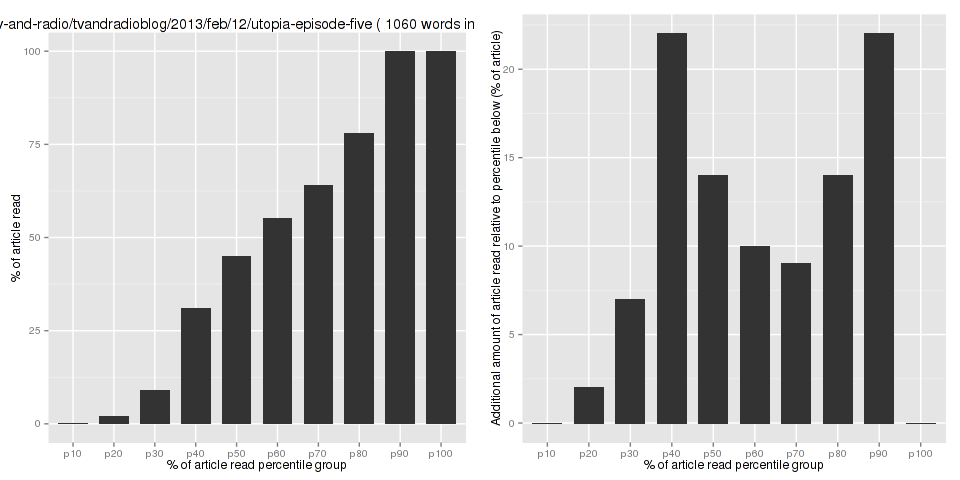 y-and-radio/tvandradioblog/2013/feb/12/utopia-episode-five ( 1060 words in
% of article read
100
75
50
25
0
p10 p20 p30 p40 p50 p60 p70 p80 p90 p100
% of article read percentile group
Additional amount of article read relative to percentile below (% of article)
20
15
10
5
0
p10 p20 p30 p40 p50 p60 p70 p80 p90 p100
% of article read percentile group